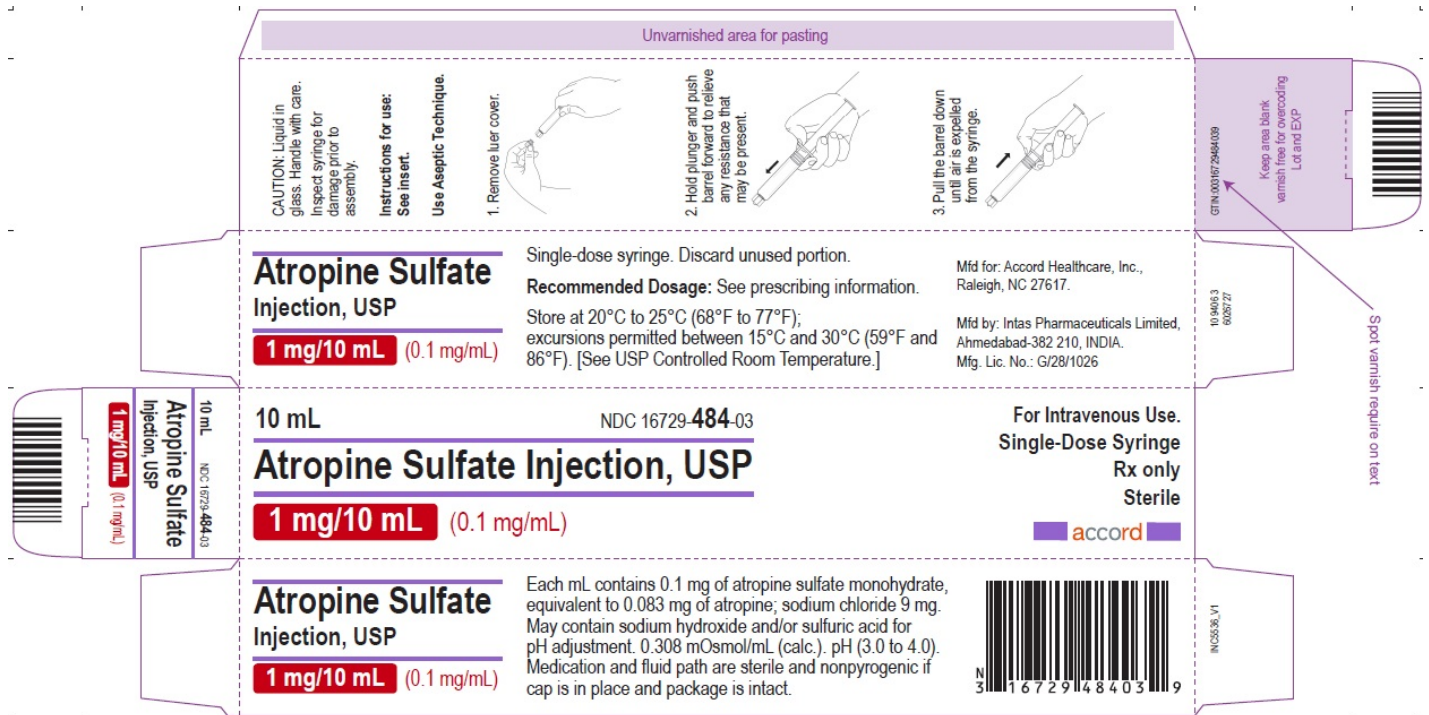 Unvarnished area for pasting
CAUTION: Liquid in
glass. Handle with care.
Inspect syringe for
damage prior to
assembly.
Instructions for use:
See insert.
Use Aseptic Technique.
1. Remove luer cover.
2. Hold plunger and push
barrel forward to relieve
any resistance that
may be present.
3. Pull the barrel down
until air is expelled
from the syringe.
GTIN:00316729484039
Keep area blank
varnish free for overcoding
Lot and EXP
Spot varnish require on text
Atropine Sulfate
Injection, USP
1 mg/10 mL (0.1 mg/mL)
Single-dose syringe. Discard unused portion.
Recommended Dosage: See prescribing information.
Store at 20°C to 25°C (68°F to 77°F);
excursions permitted between 15°C and 30°C (59°F and
86°F). [See USP Controlled Room Temperature.]
Mfd for: Accord Healthcare, Inc.,
Raleigh, NC 27617.
Mfd by: Intas Pharmaceuticals Limited,
Ahmedabad-382 210, INDIA.
Mfg. Lic. No.: G/28/1026
10 9406 3
6026727
10 mL NDC 16729-484-03
Atropine Sulfate
Injection, USP
1 mg/10 mL (0.1 mg/mL)
10 mL NDC 16729-484-03
Atropine Sulfate Injection, USP
1 mg/10 mL (0.1 mg/mL)
For Intravenous Use.
Single-Dose Syringe
Rx only
Sterile
accord
Atropine Sulfate
Injection, USP
1 mg/10 mL (0.1 mg/mL)
Each mL contains 0.1 mg of atropine sulfate monohydrate,
equivalent to 0.083 mg of atropine; sodium chloride 9 mg.
May contain sodium hydroxide and/or sulfuric acid for
pH adjustment. 0.308 mOsmol/mL (calc.). pH (3.0 to 4.0).
Medication and fluid path are sterile and nonpyrogenic if
cap is in place and package is intact.
N
3 16729 48403 9
INC5536_V1